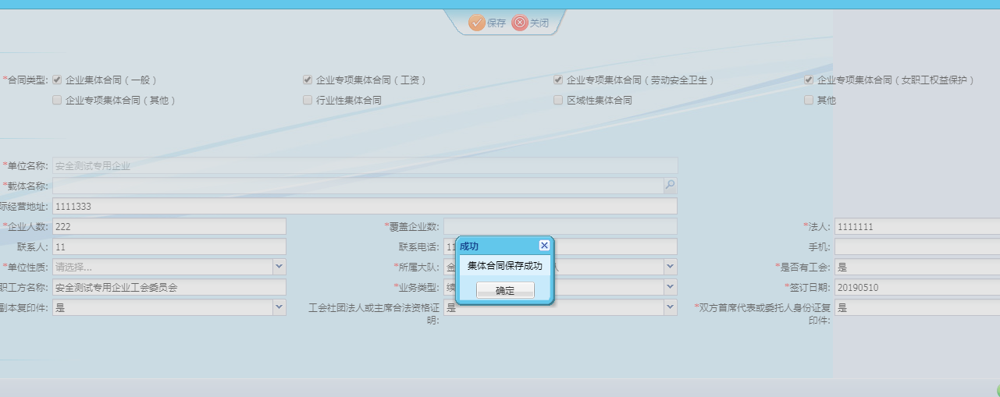 保存 关闭
*合同类型: 企业集体合同（一般） 企业专项集体合同（工资） 企业专项集体合同（劳动安全卫生） 企业专项集体合同（女职工权益保护）
企业专项集体合同（其他） 行业性集体合同 区域性集体合同 其他
*单位名称: 安全测试专用企业
*载体名称:
际经营地址: 1111333
*企业人数: 222 *覆盖企业数: *法人: 1111111
联系人: 11 联系电话: 11 手机:
*单位性质: 请选择... *所属大队: 金 *是否有工会: 是
职工方名称: 安全测试专用企业工会委员会 *业务类型: 续 *签订日期: 20190510
副本复印件: 是 工会社团法人或主席合法资格证 是 *双方首席代表或委托人身份证复 是
明: 印件:
成功
集体合同保存成功
确定